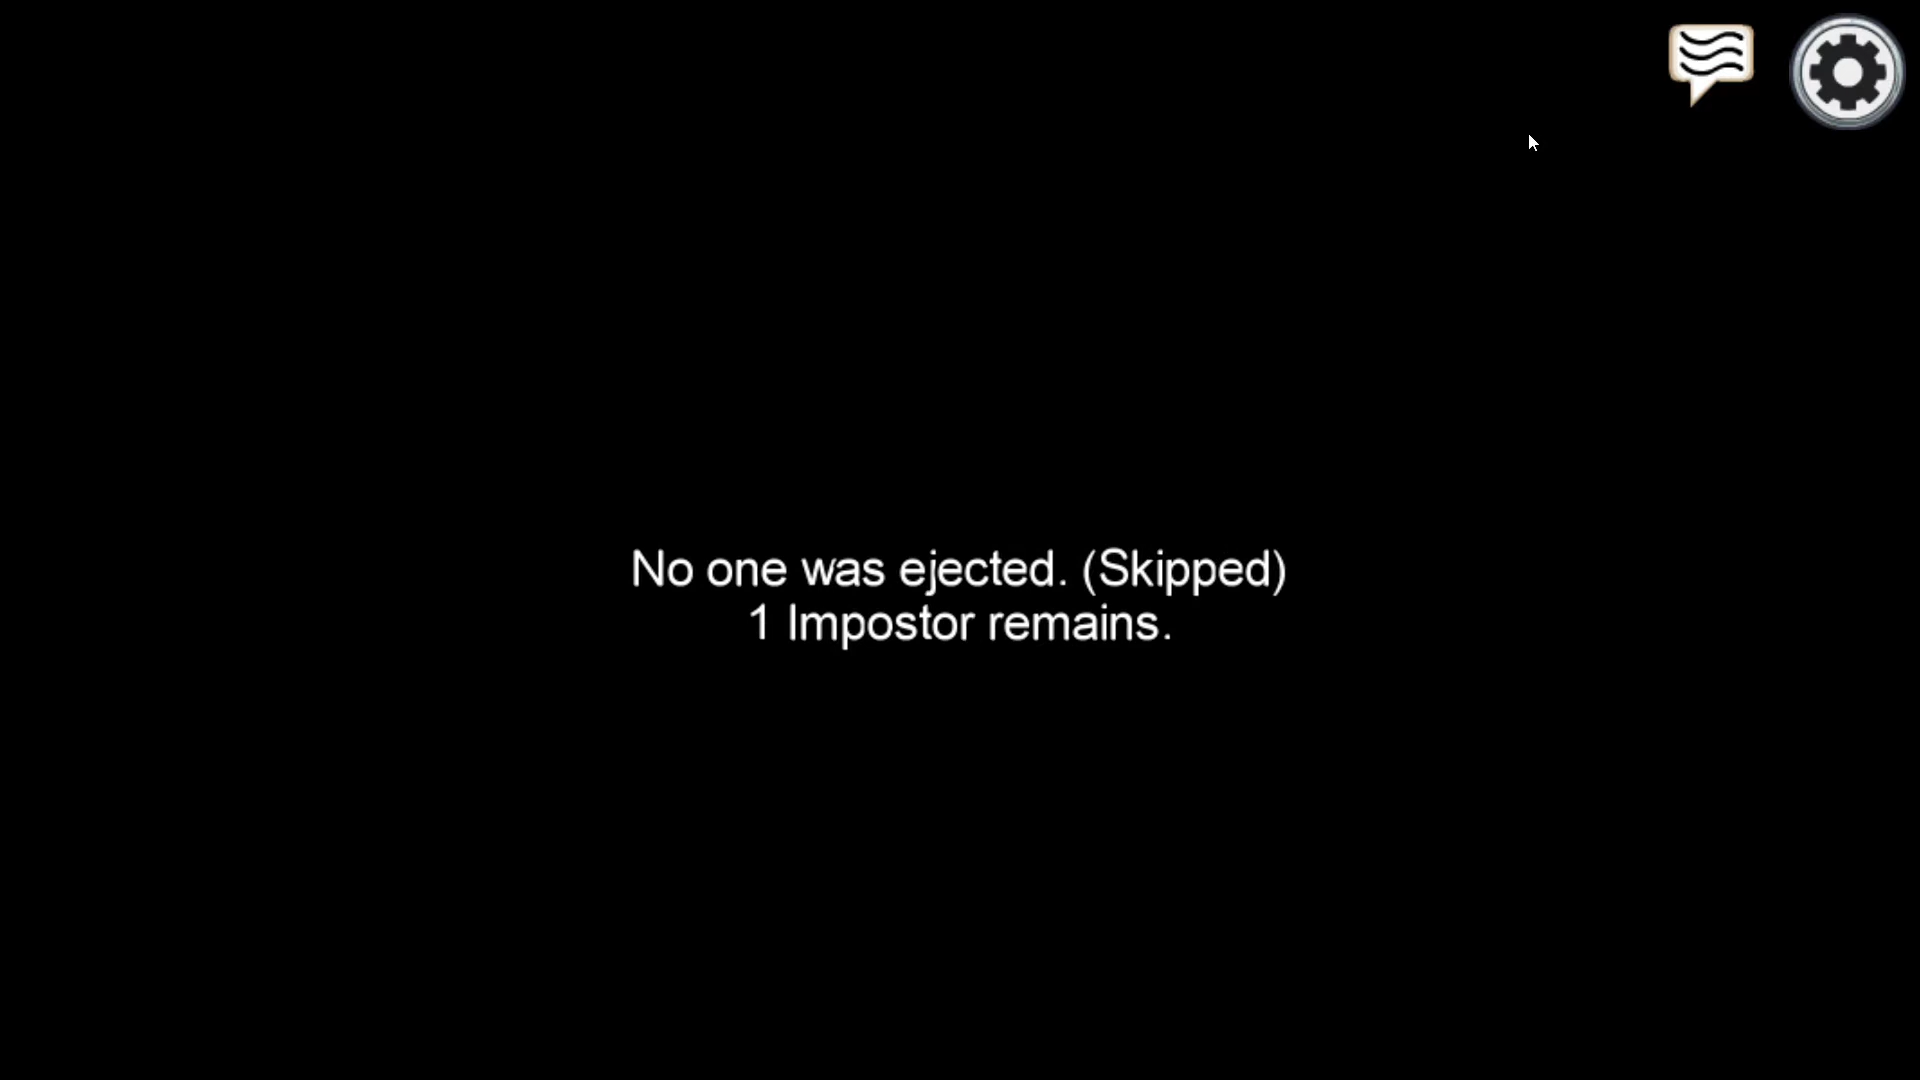 No one was ejected. (Skipped)
1 Impostor remains.